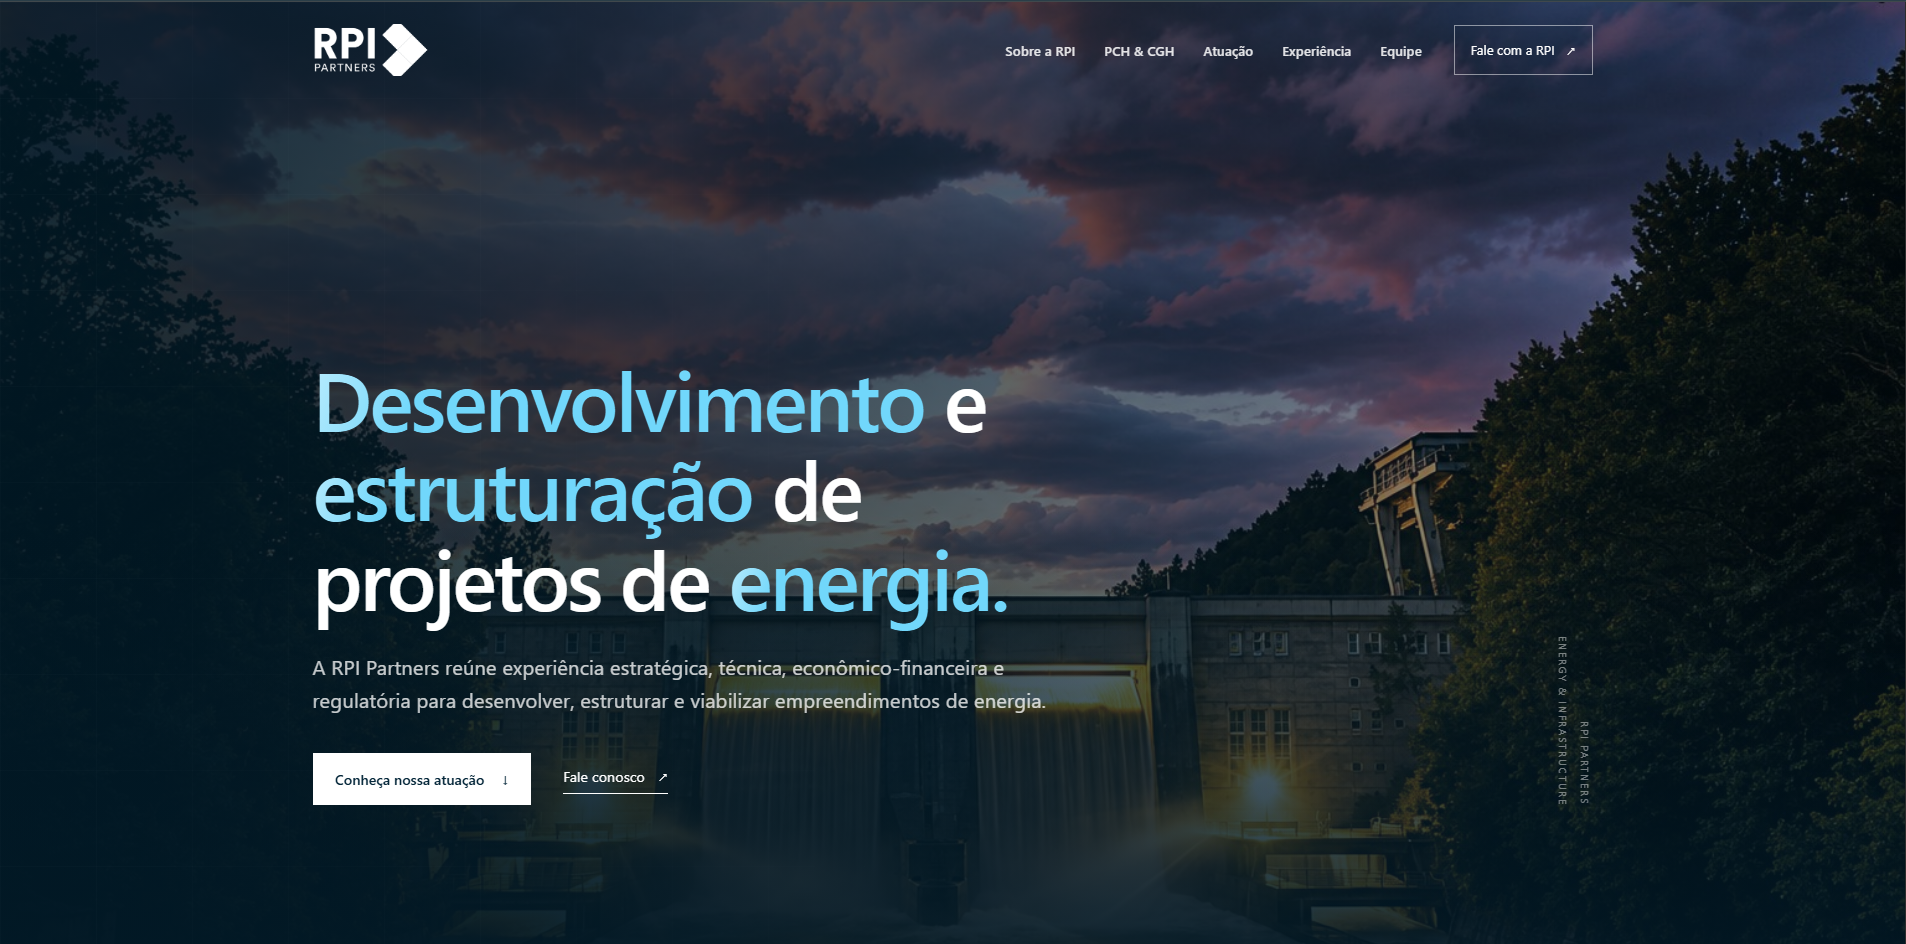 RPI
PARTNERS
Sobre a RPI
PCH & CGH
Atuação
Experiência
Equipe
Fale com a RPI ↗
Desenvolvimento e
estruturação de
projetos de energia.
A RPI Partners reúne experiência estratégica, técnica, econômico-financeira e
regulatória para desenvolver, estruturar e viabilizar empreendimentos de energia.
Conheça nossa atuação ↓
Fale conosco ↗
RPI PARTNERS
ENERGY & INFRASTRUCTURE